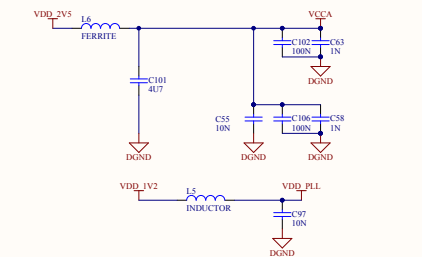 VDD_2V5
L6
FERRITE
VCCA
C102
100N
C63
1N
C101
4U7
DGND
C55
10N
C106
100N
C58
1N
DGND
DGND
DGND
VDD_1V2
L5
INDUCTOR
VDD_PLL
C97
10N
DGND